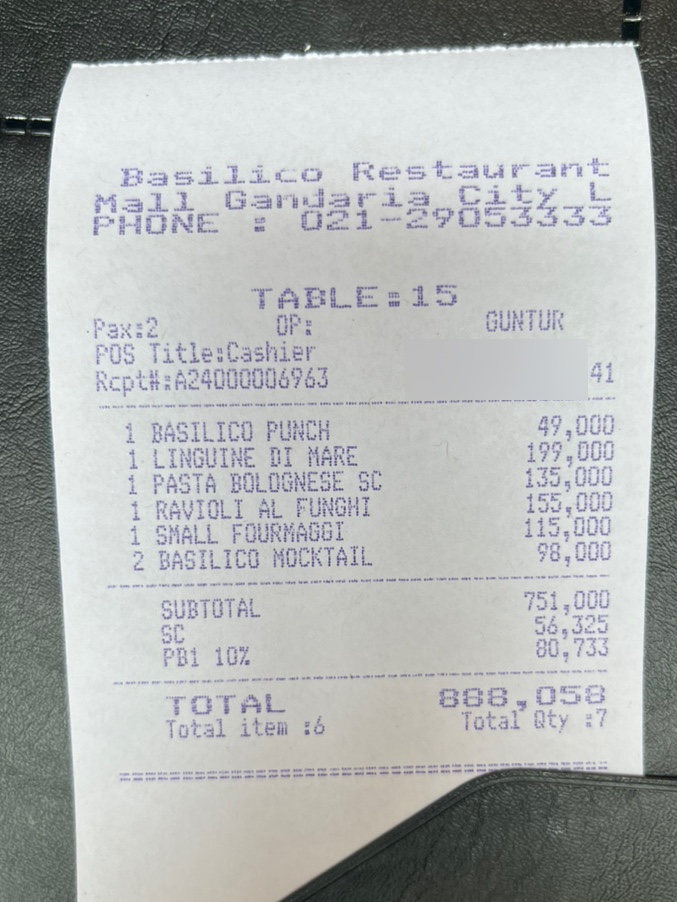 Basilico Restaurant
Mall Gandaria City L
PHONE : 021-29053333
TABLE:15
Pax:2 OP: GUNTUR
POS Title:Cashier
Rcpt#:A24000006963 41
1 BASILICO PUNCH 49,000
1 LINGUINE DI MARE 199,000
1 PASTA BOLOGNESE SC 135,000
1 RAVIOLI AL FUNGHI 155,000
1 SMALL FOURMAGGI 115,000
2 BASILICO MOCKTAIL 98,000
SUBTOTAL 751,000
SC 56,325
PB1 10% 80,733
TOTAL 888,058
Total item :6 Total Qty :7